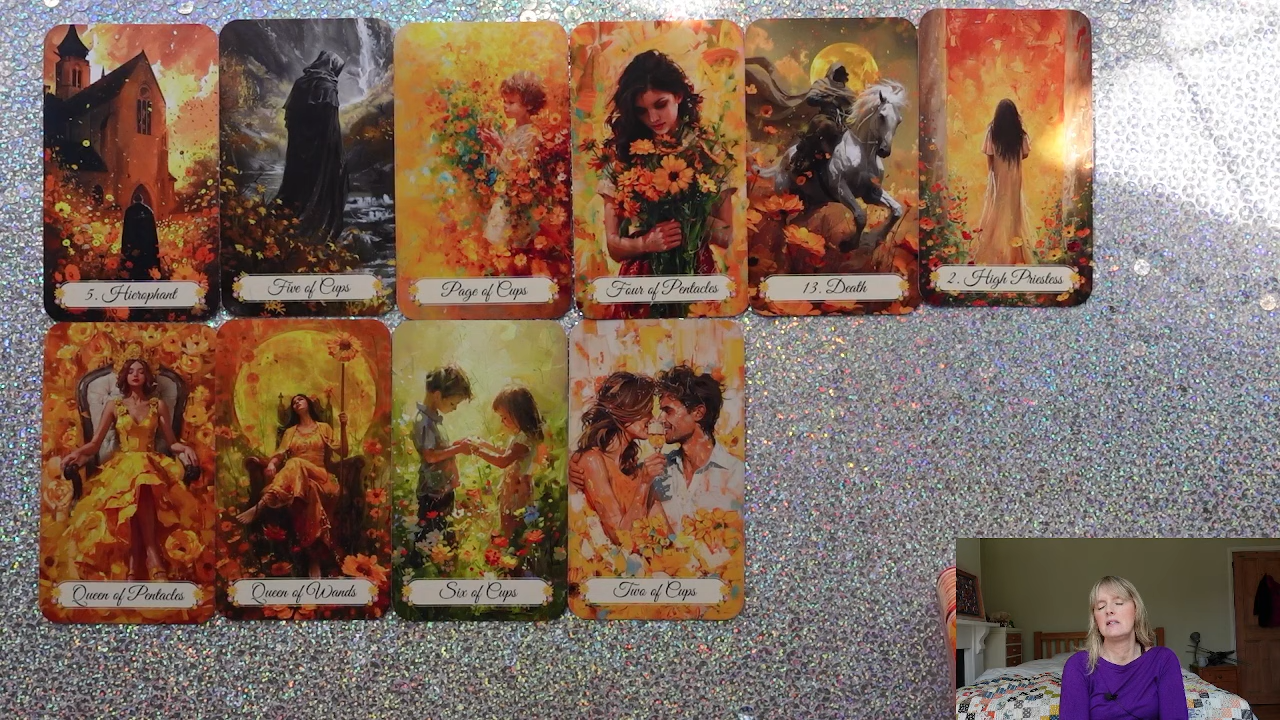 5. Hierophant
Five of Cups
Page of Cups
Four of Pentacles
13. Death
2. High Priestess
Queen of Pentacles
Queen of Wands
Six of Cups
Two of Cups